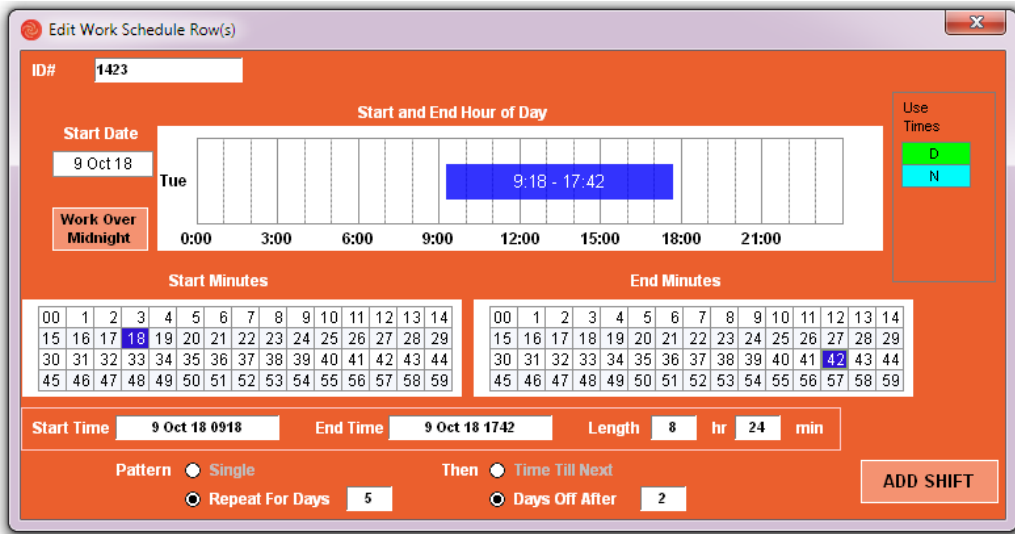 Edit Work Schedule Row(s)
X
ID# 1423
Start and End Hour of Day
Start Date
9 Oct 18
Work Over
Midnight
Tue
9:18 - 17:42
0:00 3:00 6:00 9:00 12:00 15:00 18:00 21:00
Use
Times
D
N
Start Minutes
00 1 2 3 4 5 6 7 8 9 10 11 12 13 14
15 16 17 18 19 20 21 22 23 24 25 26 27 28 29
30 31 32 33 34 35 36 37 38 39 40 41 42 43 44
45 46 47 48 49 50 51 52 53 54 55 56 57 58 59
End Minutes
00 1 2 3 4 5 6 7 8 9 10 11 12 13 14
15 16 17 18 19 20 21 22 23 24 25 26 27 28 29
30 31 32 33 34 35 36 37 38 39 40 41 42 43 44
45 46 47 48 49 50 51 52 53 54 55 56 57 58 59
Start Time 9 Oct 18 0918 End Time 9 Oct 18 1742 Length 8 hr 24 min
Pattern Single Then Time Till Next
Repeat For Days 5 Days Off After 2
ADD SHIFT